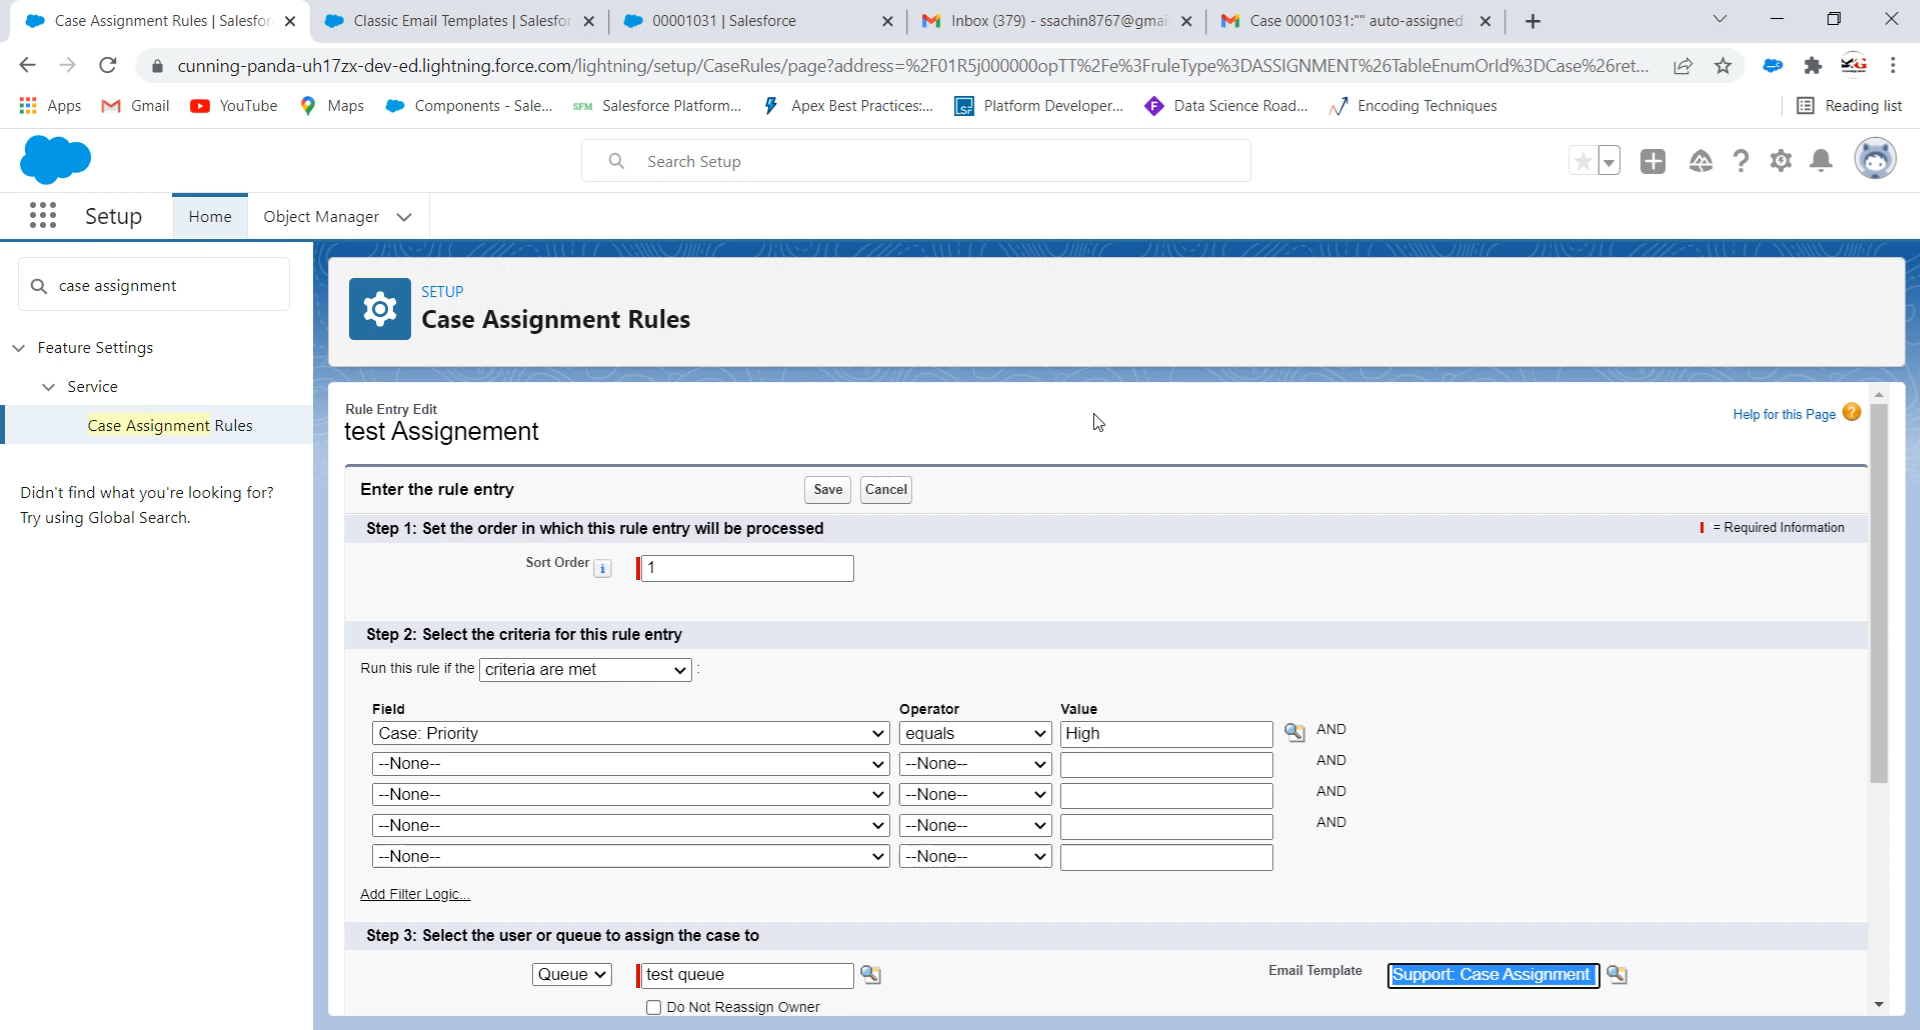 Case Assignment Rules | Salesfor
Classic Email Templates | Salesfor
00001031 | Salesforce
Inbox (379) - ssachin8767@gmai
Case 00001031:"" auto-assigned
cunning-panda-uh17zx-dev-ed.lightning.force.com/lightning/setup/CaseRules/page?address=%2F01R5j000000opTT%2Fe%3FruleType%3DASSIGNMENT%26TableEnumOrId%3DCase%26ret...
Apps
Gmail
YouTube
Maps
Components - Sale...
SFM Salesforce Platform...
Apex Best Practices:...
Platform Developer...
Data Science Road...
Encoding Techniques
Reading list
Search Setup
Setup
Home
Object Manager
case assignment
Feature Settings
Service
Case Assignment Rules
Didn't find what you're looking for?
Try using Global Search.
SETUP
Case Assignment Rules
Rule Entry Edit
test Assignement
Help for this Page ?
Enter the rule entry
Save
Cancel
Step 1: Set the order in which this rule entry will be processed
= Required Information
Sort Order i
1
Step 2: Select the criteria for this rule entry
Run this rule if the criteria are met :
Field Operator Value
Case: Priority equals High AND
--None-- --None-- AND
--None-- --None-- AND
--None-- --None-- AND
--None-- --None--
Add Filter Logic...
Step 3: Select the user or queue to assign the case to
Queue test queue
Email Template Support: Case Assignment
Do Not Reassign Owner